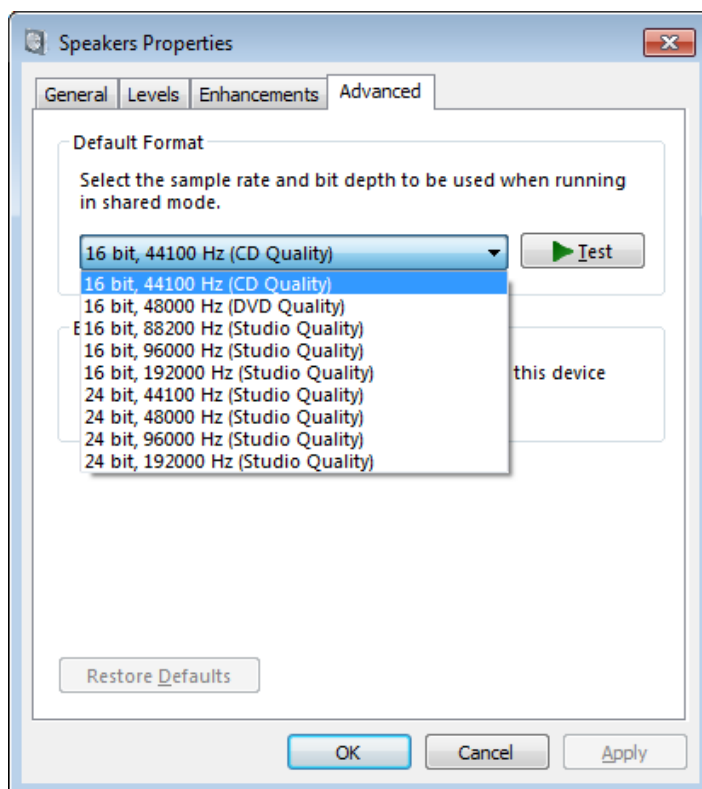 Speakers Properties
General Levels Enhancements Advanced
Default Format
Select the sample rate and bit depth to be used when running
in shared mode.
16 bit, 44100 Hz (CD Quality) Test
16 bit, 44100 Hz (CD Quality)
16 bit, 48000 Hz (DVD Quality)
E16 bit, 88200 Hz (Studio Quality)
16 bit, 96000 Hz (Studio Quality)
16 bit, 192000 Hz (Studio Quality) this device
24 bit, 44100 Hz (Studio Quality)
24 bit, 48000 Hz (Studio Quality)
24 bit, 96000 Hz (Studio Quality)
24 bit, 192000 Hz (Studio Quality)
Restore Defaults
OK Cancel Apply